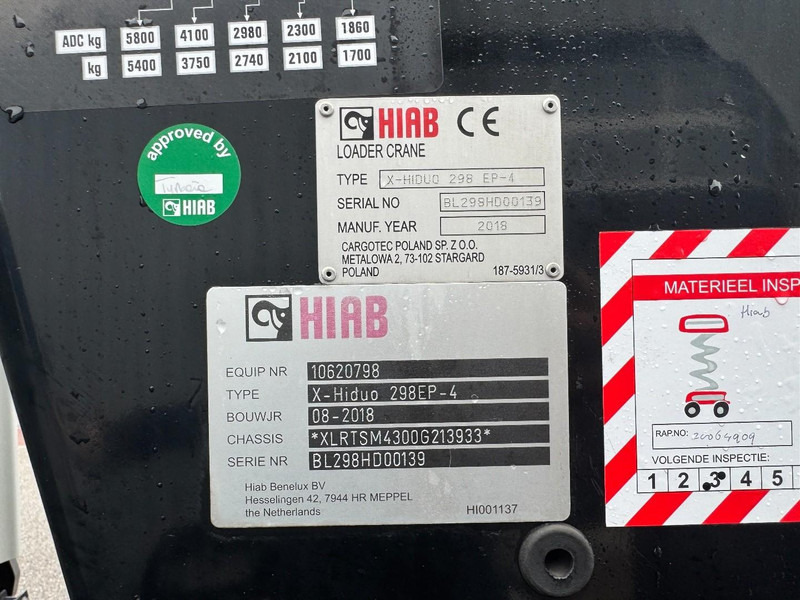 ADC kg 5800 4100 2980 2300 1860
kg 5400 3750 2740 2100 1700
approved by
HIAB
HIAB CE
LOADER CRANE
TYPE X-HIDUO 298 EP-4
SERIAL NO BL298HD00139
MANUF. YEAR 2018
CARGOTEC POLAND SP. Z O.O.
METALOWA 2, 73-102 STARGARD
POLAND 187-5931/3
HIAB
EQUIP NR 10620798
TYPE X-Hiduo 298EP-4
BOUWJR 08-2018
CHASSIS *XLRTSM4300G213933*
SERIE NR BL298HD00139
Hiab Benelux BV
Hesselingen 42, 7944 HR MEPPEL
the Netherlands HI001137
MATERIEEL INSP
Hiab
RAP.NO:
VOLGENDE INSPECTIE:
1 2 3 4 5